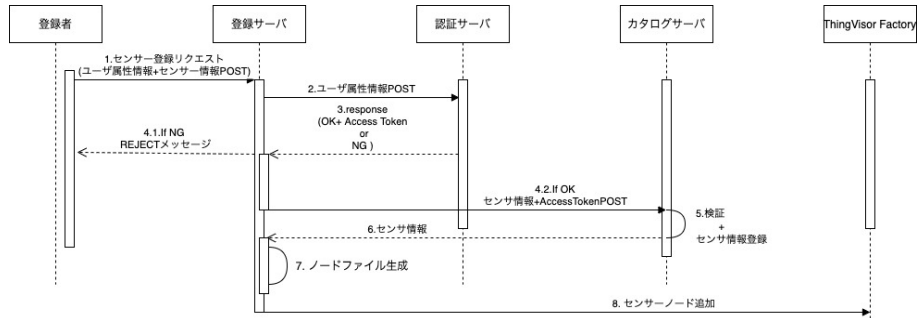 登録者
登録サーバ
認証サーバ
カタログサーバ
ThingVisor Factory
1.センサー登録リクエスト
(ユーザ属性情報+センサー情報POST)
2.ユーザ属性情報POST
3.response
(OK+ Access Token
or
NG )
4.1.If NG
REJECTメッセージ
4.2.If OK
センサ情報+AccessTokenPOST
5.検証
+
センサ情報登録
6.センサ情報
7. ノードファイル生成
8. センサーノード追加